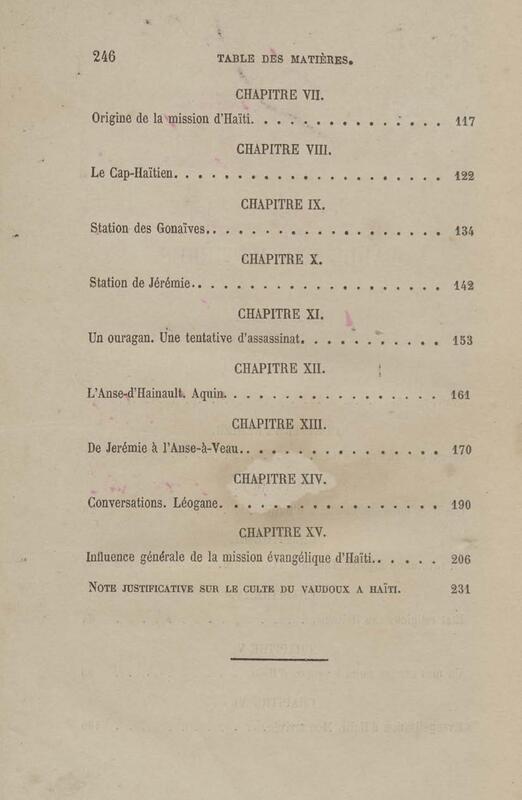 246 TABLE DES MATIÈRES.
CHAPITRE VII.
Origine de la mission d'Haïti. . . . . . . . . . . . . . . 117
CHAPITRE VIII.
Le Cap-Haïtien. . . . . . . . . . . . . . . . . . . . . . 122
CHAPITRE IX.
Station des Gonaïves. . . . . . . . . . . . . . . . . . . 134
CHAPITRE X.
Station de Jérémie. . . . . . . . . . . . . . . . . . . . 142
CHAPITRE XI.
Un ouragan. Une tentative d'assassinat. . . . . . . . . . . 153
CHAPITRE XII.
L'Anse-d'Hainault. Aquin. . . . . . . . . . . . . . . . . 161
CHAPITRE XIII.
De Jerémie à l'Anse-à-Veau. . . . . . . . . . . . . . . . 170
CHAPITRE XIV.
Conversations. Léogane. . . . . . . . . . . . . . . . . . 190
CHAPITRE XV.
Influence générale de la mission évangélique d'Haïti. . . . . . 206
NOTE JUSTIFICATIVE SUR LE CULTE DU VAUDOUX A HAÏTI. 231